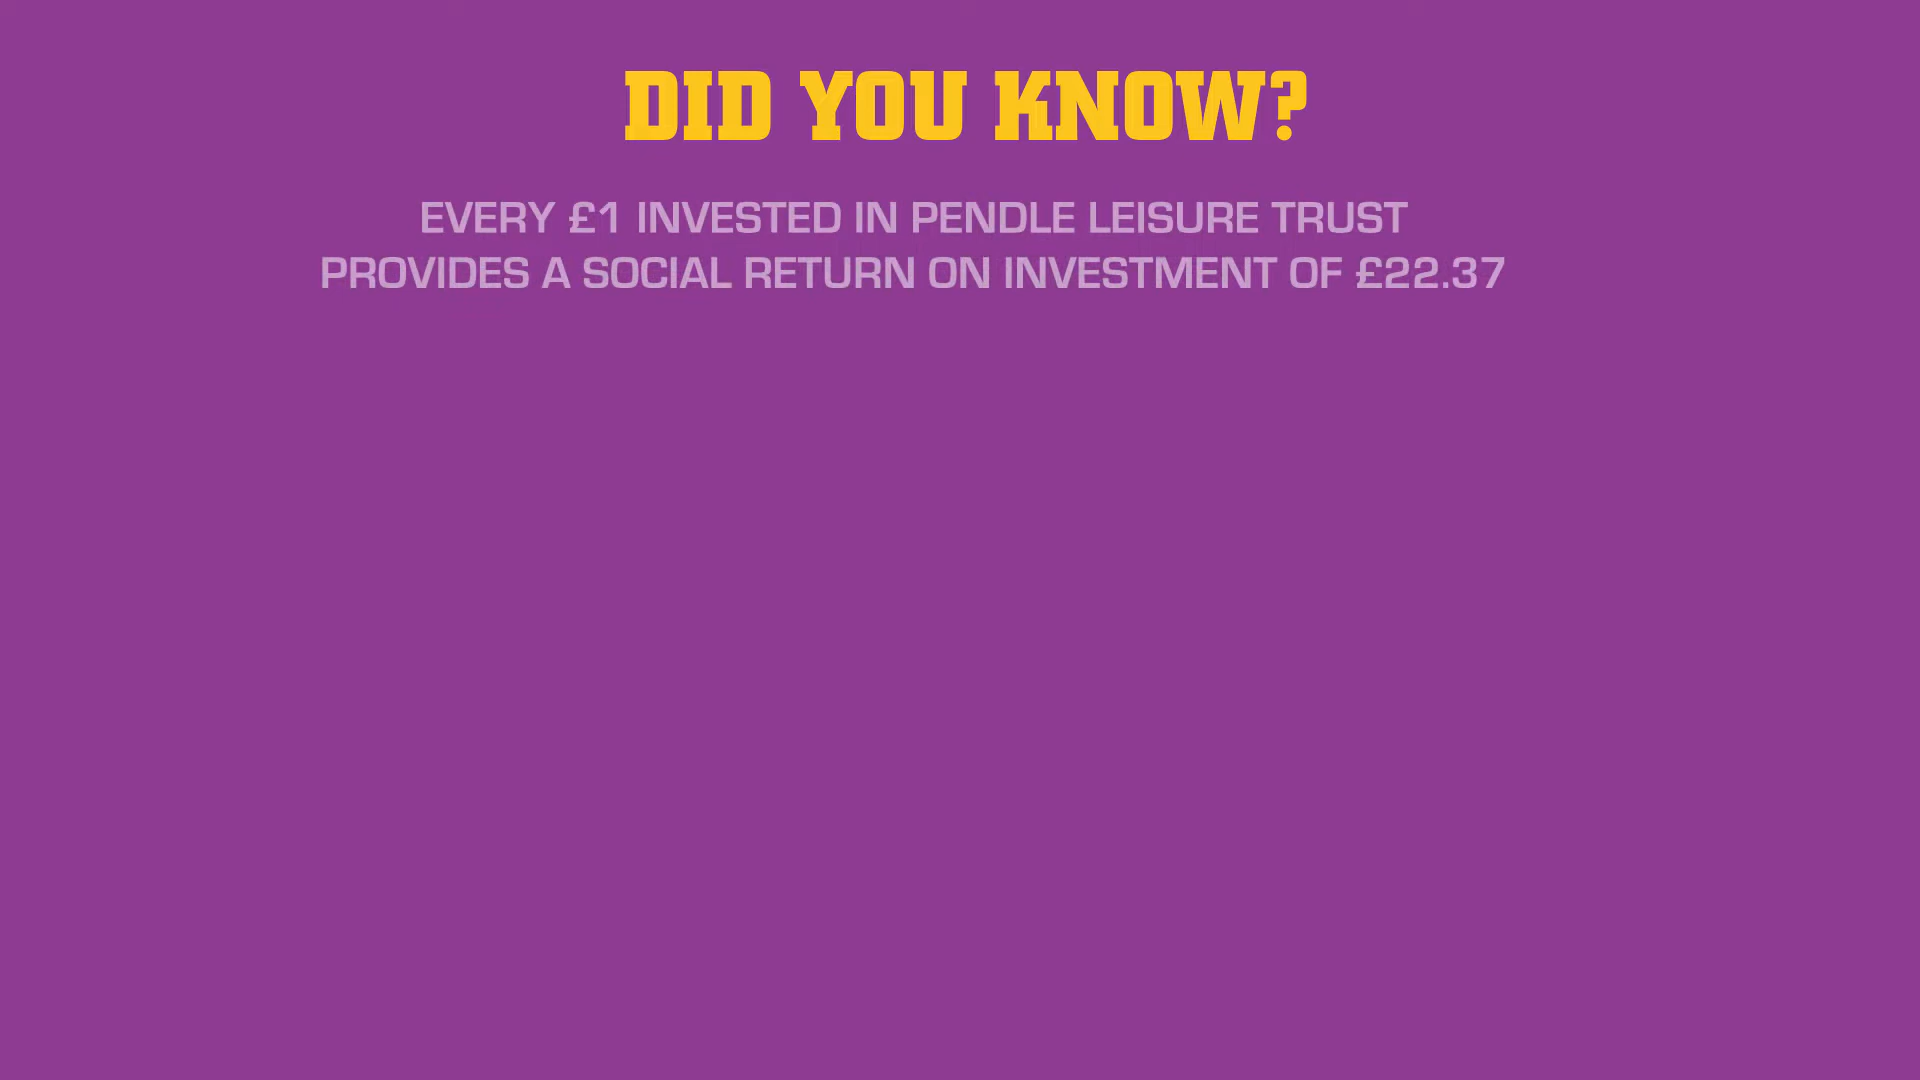 DID YOU KNOW?
EVERY £1 INVESTED IN PENDLE LEISURE TRUST
PROVIDES A SOCIAL RETURN ON INVESTMENT OF £22.37